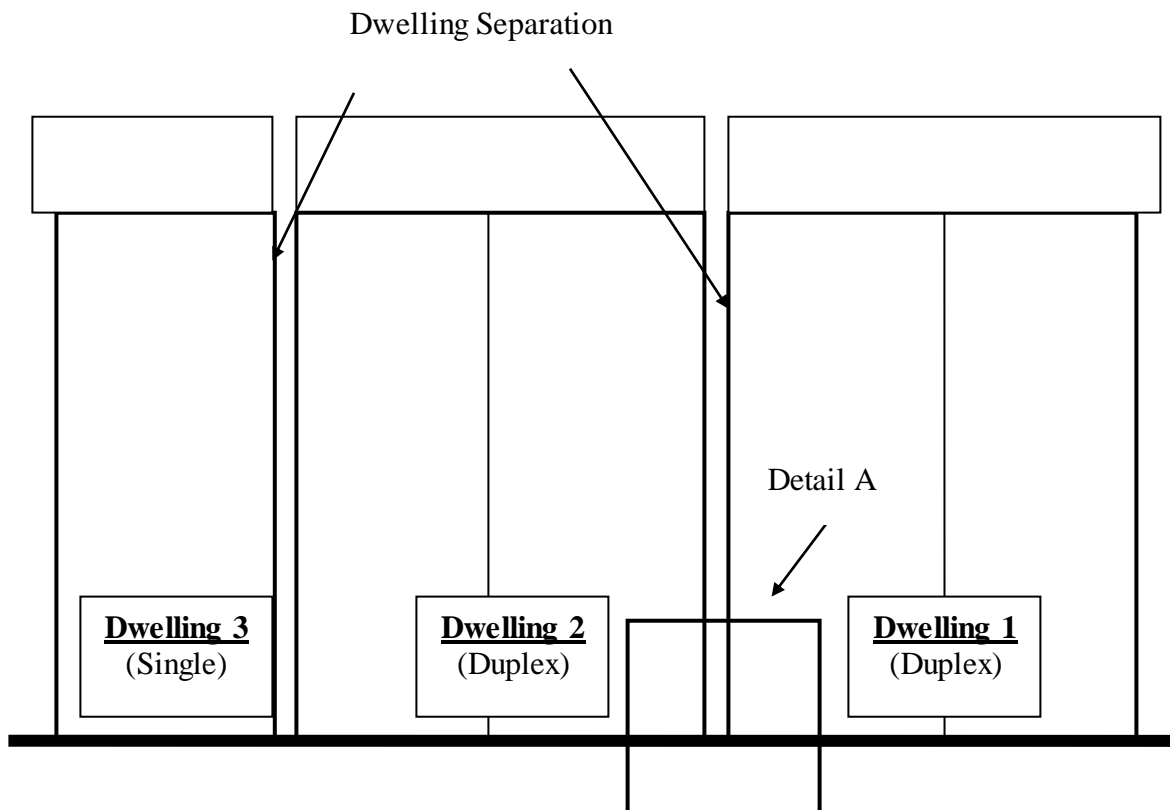 Dwelling Separation
Detail A
Dwelling 3
(Single)
Dwelling 2
(Duplex)
Dwelling 1
(Duplex)